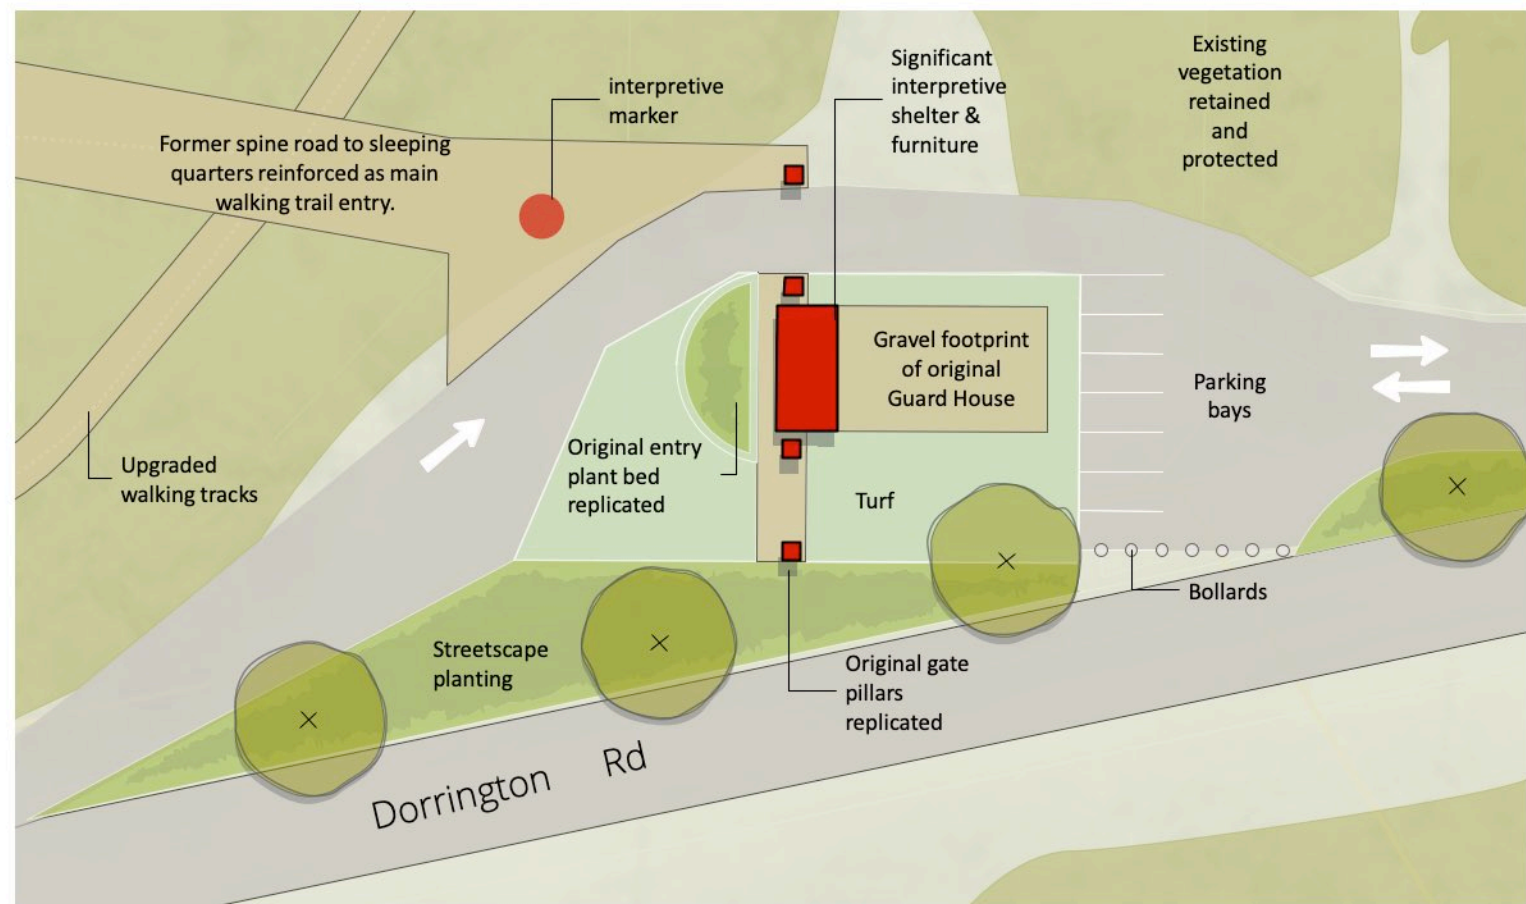 Former spine road to sleeping
quarters reinforced as main
walking trail entry.
interpretive
marker
Significant
interpretive
shelter &
furniture
Existing
vegetation
retained
and
protected
Gravel footprint
of original
Guard House
Parking
bays
Upgraded
walking tracks
Original entry
plant bed
replicated
Turf
Bollards
Streetscape
planting
Original gate
pillars
replicated
Dorrington Rd